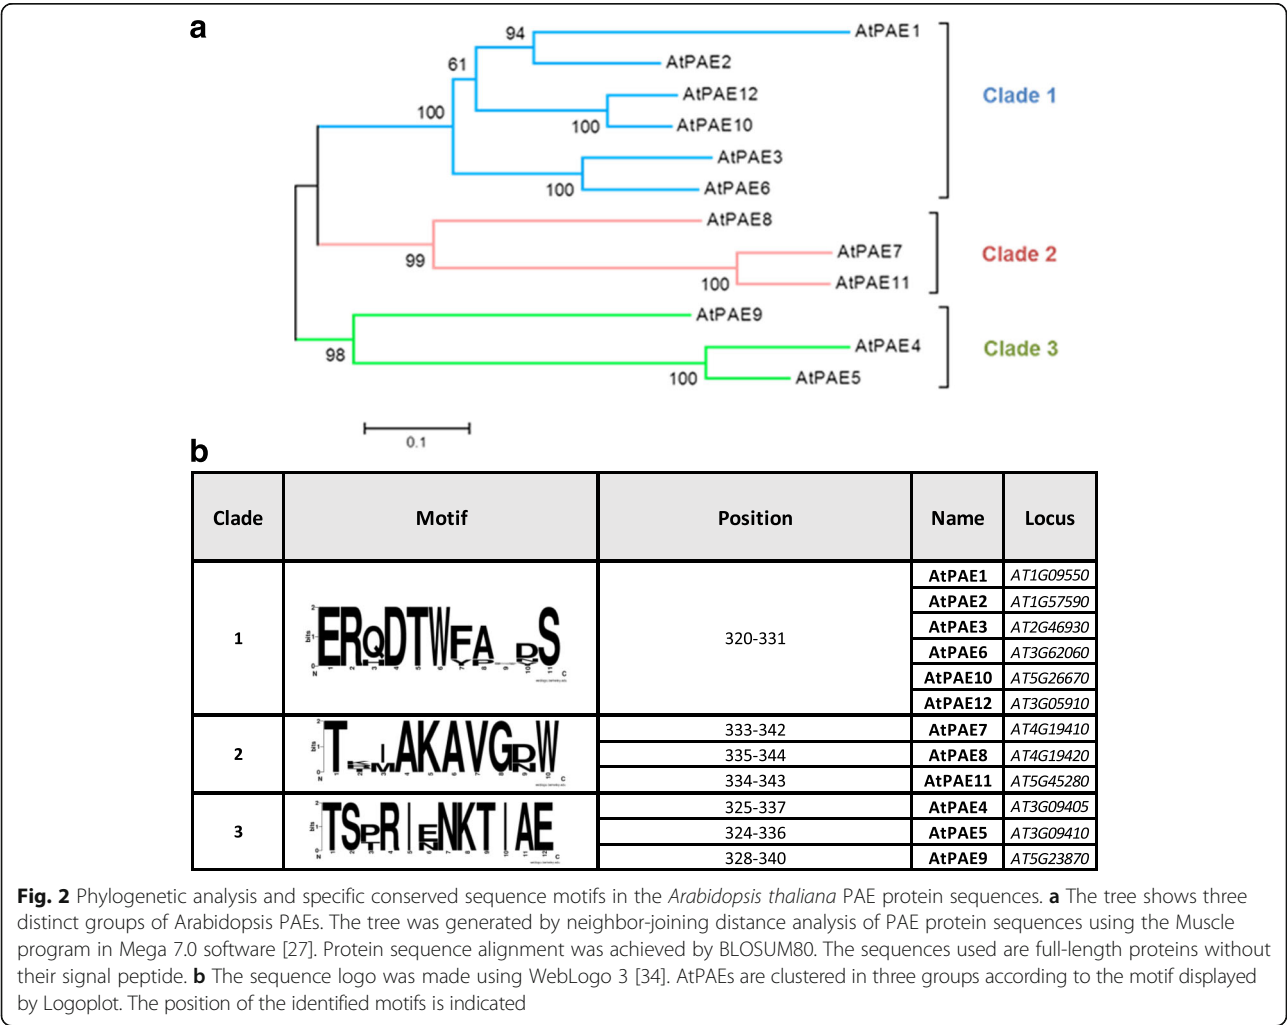 a
94
AtPAE1
61
AtPAE2
Clade 1
AtPAE12
100
100
AtPAE10
AtPAE3
100
AtPAE6
AtPAE8
AtPAE7
Clade 2
99
100
AtPAE11
AtPAE9
AtPAE4
Clade 3
98
100
AtPAE5
0.1
b
Clade Motif Position Name Locus
1 ERQDTWFA DS 320-331
AtPAE1 AT1G09550
AtPAE2 AT1G57590
AtPAE3 AT2G46930
AtPAE6 AT3G62060
AtPAE10 AT5G26670
AtPAE12 AT3G05910
2 T AKAVG W
333-342 AtPAE7 AT4G19410
335-344 AtPAE8 AT4G19420
334-343 AtPAE11 AT5G45280
3 TSPRIENKTIAE
325-337 AtPAE4 AT3G09405
324-336 AtPAE5 AT3G09410
328-340 AtPAE9 AT5G23870
Fig. 2 Phylogenetic analysis and specific conserved sequence motifs in the Arabidopsis thaliana PAE protein sequences. a The tree shows three
distinct groups of Arabidopsis PAEs. The tree was generated by neighbor-joining distance analysis of PAE protein sequences using the Muscle
program in Mega 7.0 software [27]. Protein sequence alignment was achieved by BLOSUM80. The sequences used are full-length proteins without
their signal peptide. b The sequence logo was made using WebLogo 3 [34]. AtPAEs are clustered in three groups according to the motif displayed
by Logoplot. The position of the identified motifs is indicated